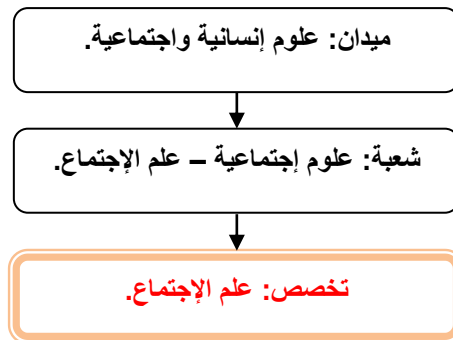 ميدان: علوم إنسانية واجتماعية.
شعبة: علوم إجتماعية – علم الإجتماع.
تخصص: علم الإجتماع.